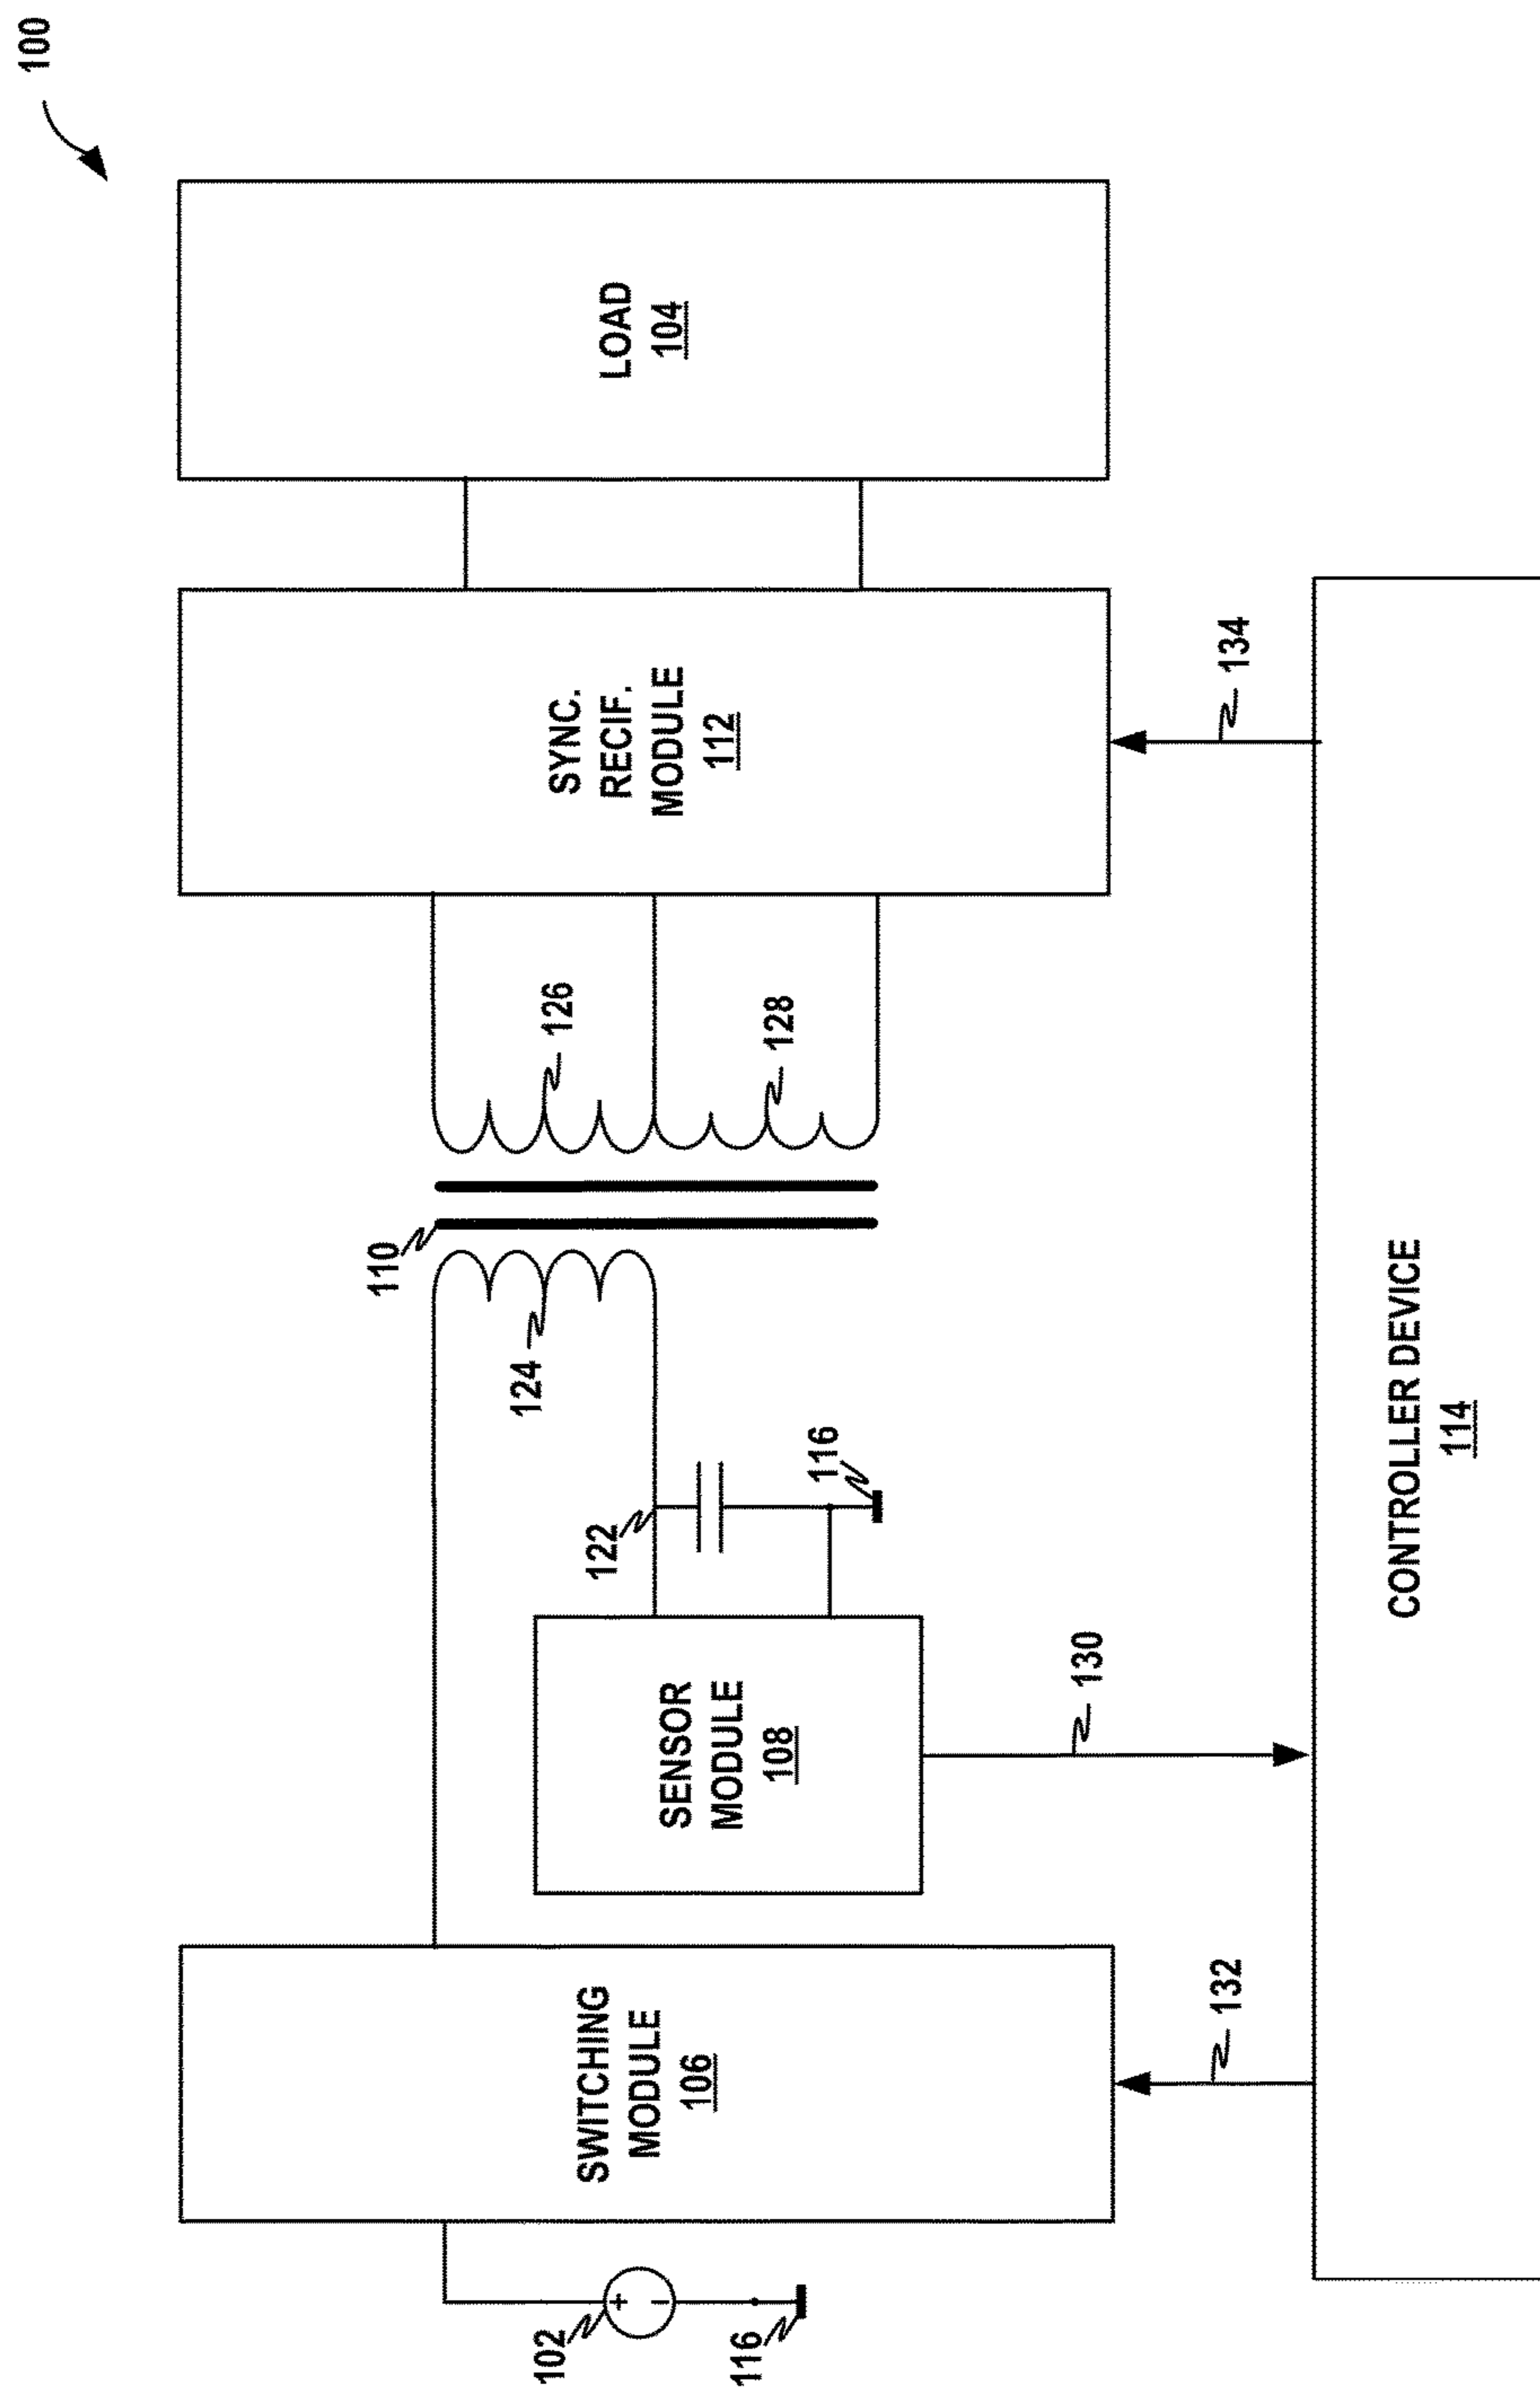 100
102
116
SWITCHING
MODULE
106
132
SENSOR
MODULE
108
130
122
116
124
110
126
128
SYNC.
RECIF.
MODULE
112
134
LOAD
104
CONTROLLER DEVICE
114
+
−